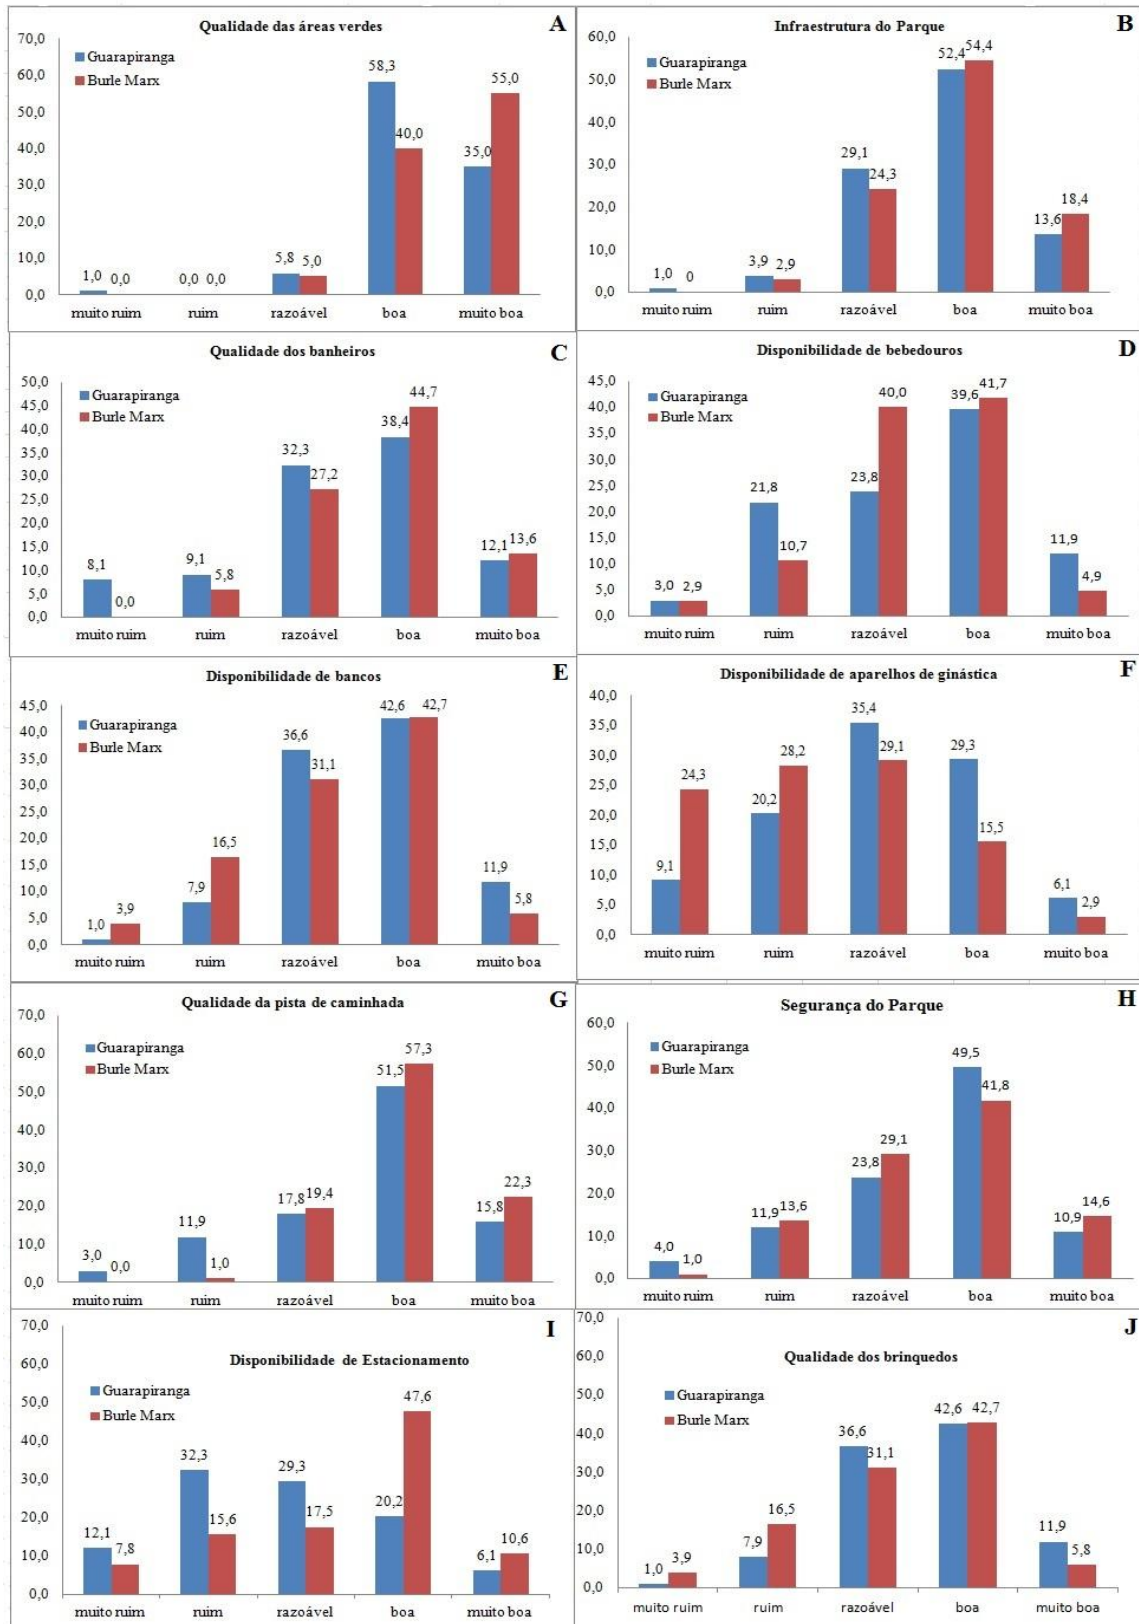 Qualidade das áreas verdes
A
70,0
60,0
50,0
40,0
30,0
20,0
10,0
0,0
Guarapiranga
Burle Marx
1,0 0,0
0,0 0,0
5,8 5,0
58,3 40,0
35,0 55,0
muito ruim ruim razoável boa muito boa
Infraestrutura do Parque
B
60,0
50,0
40,0
30,0
20,0
10,0
0,0
Guarapiranga
Burle Marx
1,0 0
3,9 2,9
29,1 24,3
52,4 54,4
13,6 18,4
muito ruim ruim razoável boa muito boa
Qualidade dos banheiros
C
50,0
45,0
40,0
35,0
30,0
25,0
20,0
15,0
10,0
5,0
0,0
Guarapiranga
Burle Marx
8,1 0,0
9,1 5,8
32,3 27,2
38,4 44,7
12,1 13,6
muito ruim ruim razoável boa muito boa
Disponibilidade de bebedouros
D
45,0
40,0
35,0
30,0
25,0
20,0
15,0
10,0
5,0
0,0
Guarapiranga
Burle Marx
3,0 2,9
21,8 10,7
23,8 40,0
39,6 41,7
11,9 4,9
muito ruim ruim razoável boa muito boa
Disponibilidade de bancos
E
45,0
40,0
35,0
30,0
25,0
20,0
15,0
10,0
5,0
0,0
Guarapiranga
Burle Marx
1,0 3,9
7,9 16,5
36,6 31,1
42,6 42,7
11,9 5,8
muito ruim ruim razoável boa muito boa
Disponibilidade de aparelhos de ginástica
F
40,0
35,0
30,0
25,0
20,0
15,0
10,0
5,0
0,0
Guarapiranga
Burle Marx
9,1 24,3
20,2 28,2
35,4 29,1
29,3 15,5
6,1 2,9
muito ruim ruim razoável boa muito boa
Qualidade da pista de caminhada
G
70,0
60,0
50,0
40,0
30,0
20,0
10,0
0,0
Guarapiranga
Burle Marx
3,0 0,0
11,9 1,0
17,8 19,4
51,5 57,3
15,8 22,3
muito ruim ruim razoável boa muito boa
Segurança do Parque
H
60,0
50,0
40,0
30,0
20,0
10,0
0,0
Guarapiranga
Burle Marx
4,0 1,0
11,9 13,6
23,8 29,1
49,5 41,8
10,9 14,6
muito ruim ruim razoável boa muito boa
I
Disponibilidade de Estacionamento
70,0
60,0
50,0
40,0
30,0
20,0
10,0
0,0
Guarapiranga
Burle Marx
12,1 7,8
32,3 15,6
29,3 17,5
20,2 47,6
6,1 10,6
muito ruim ruim razoável boa muito boa
J
Qualidade dos brinquedos
70,0
60,0
50,0
40,0
30,0
20,0
10,0
0,0
Guarapiranga
Burle Marx
1,0 3,9
7,9 16,5
36,6 31,1
42,6 42,7
11,9 5,8
muito ruim ruim razoável boa muito boa